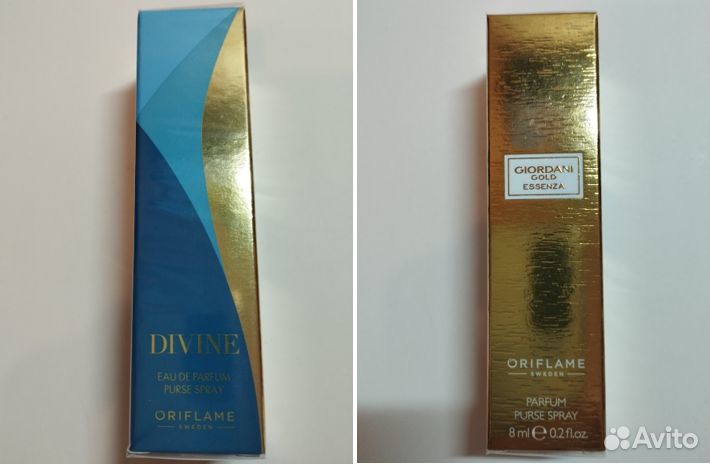 DIVINE
EAU DE PARFUM
PURSE SPRAY
ORIFLAME
SWEDEN
GIORDANI
GOLD
ESSENZA
ORIFLAME
SWEDEN
PARFUM
PURSE SPRAY
8 ml ℮ 0.2 fl.oz.
Avito